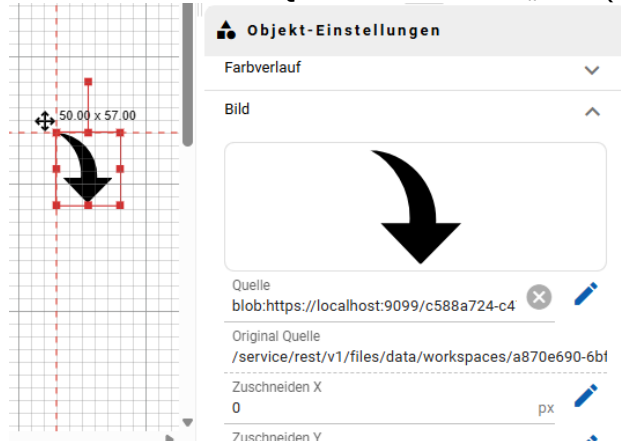 Objekt-Einstellungen
Farbverlauf
50.00 x 57.00
Bild
Quelle
blob:https://localhost:9099/c588a724-c4
Original Quelle
/service/rest/v1/files/data/workspaces/a870e690-6bf
Zuschneiden X
0 px
Zuschneiden Y